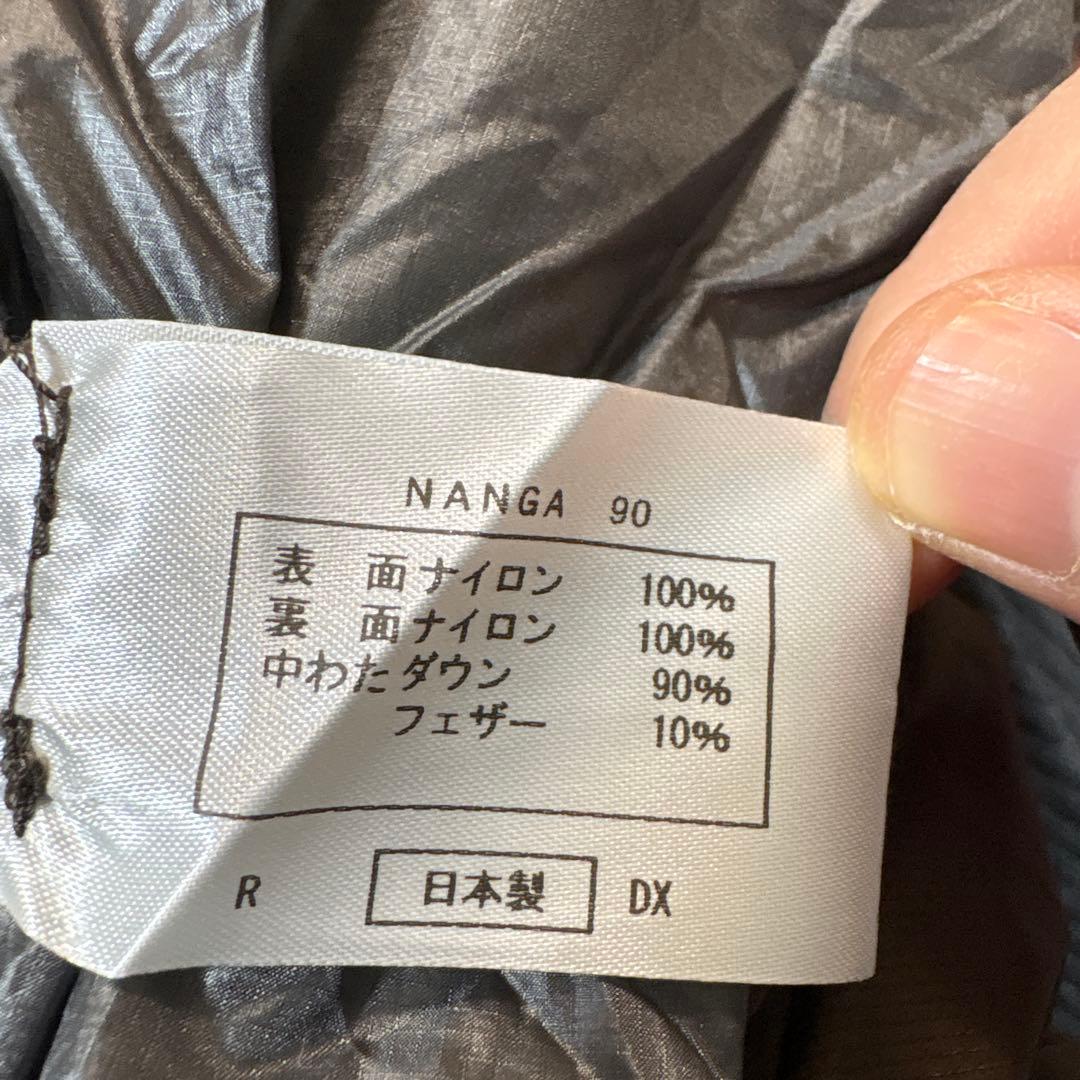 NANGA 90
表 面 ナイロン 100%
裏 面 ナイロン 100%
中わた ダウン 90%
フェザー 10%
R 日本製 DX